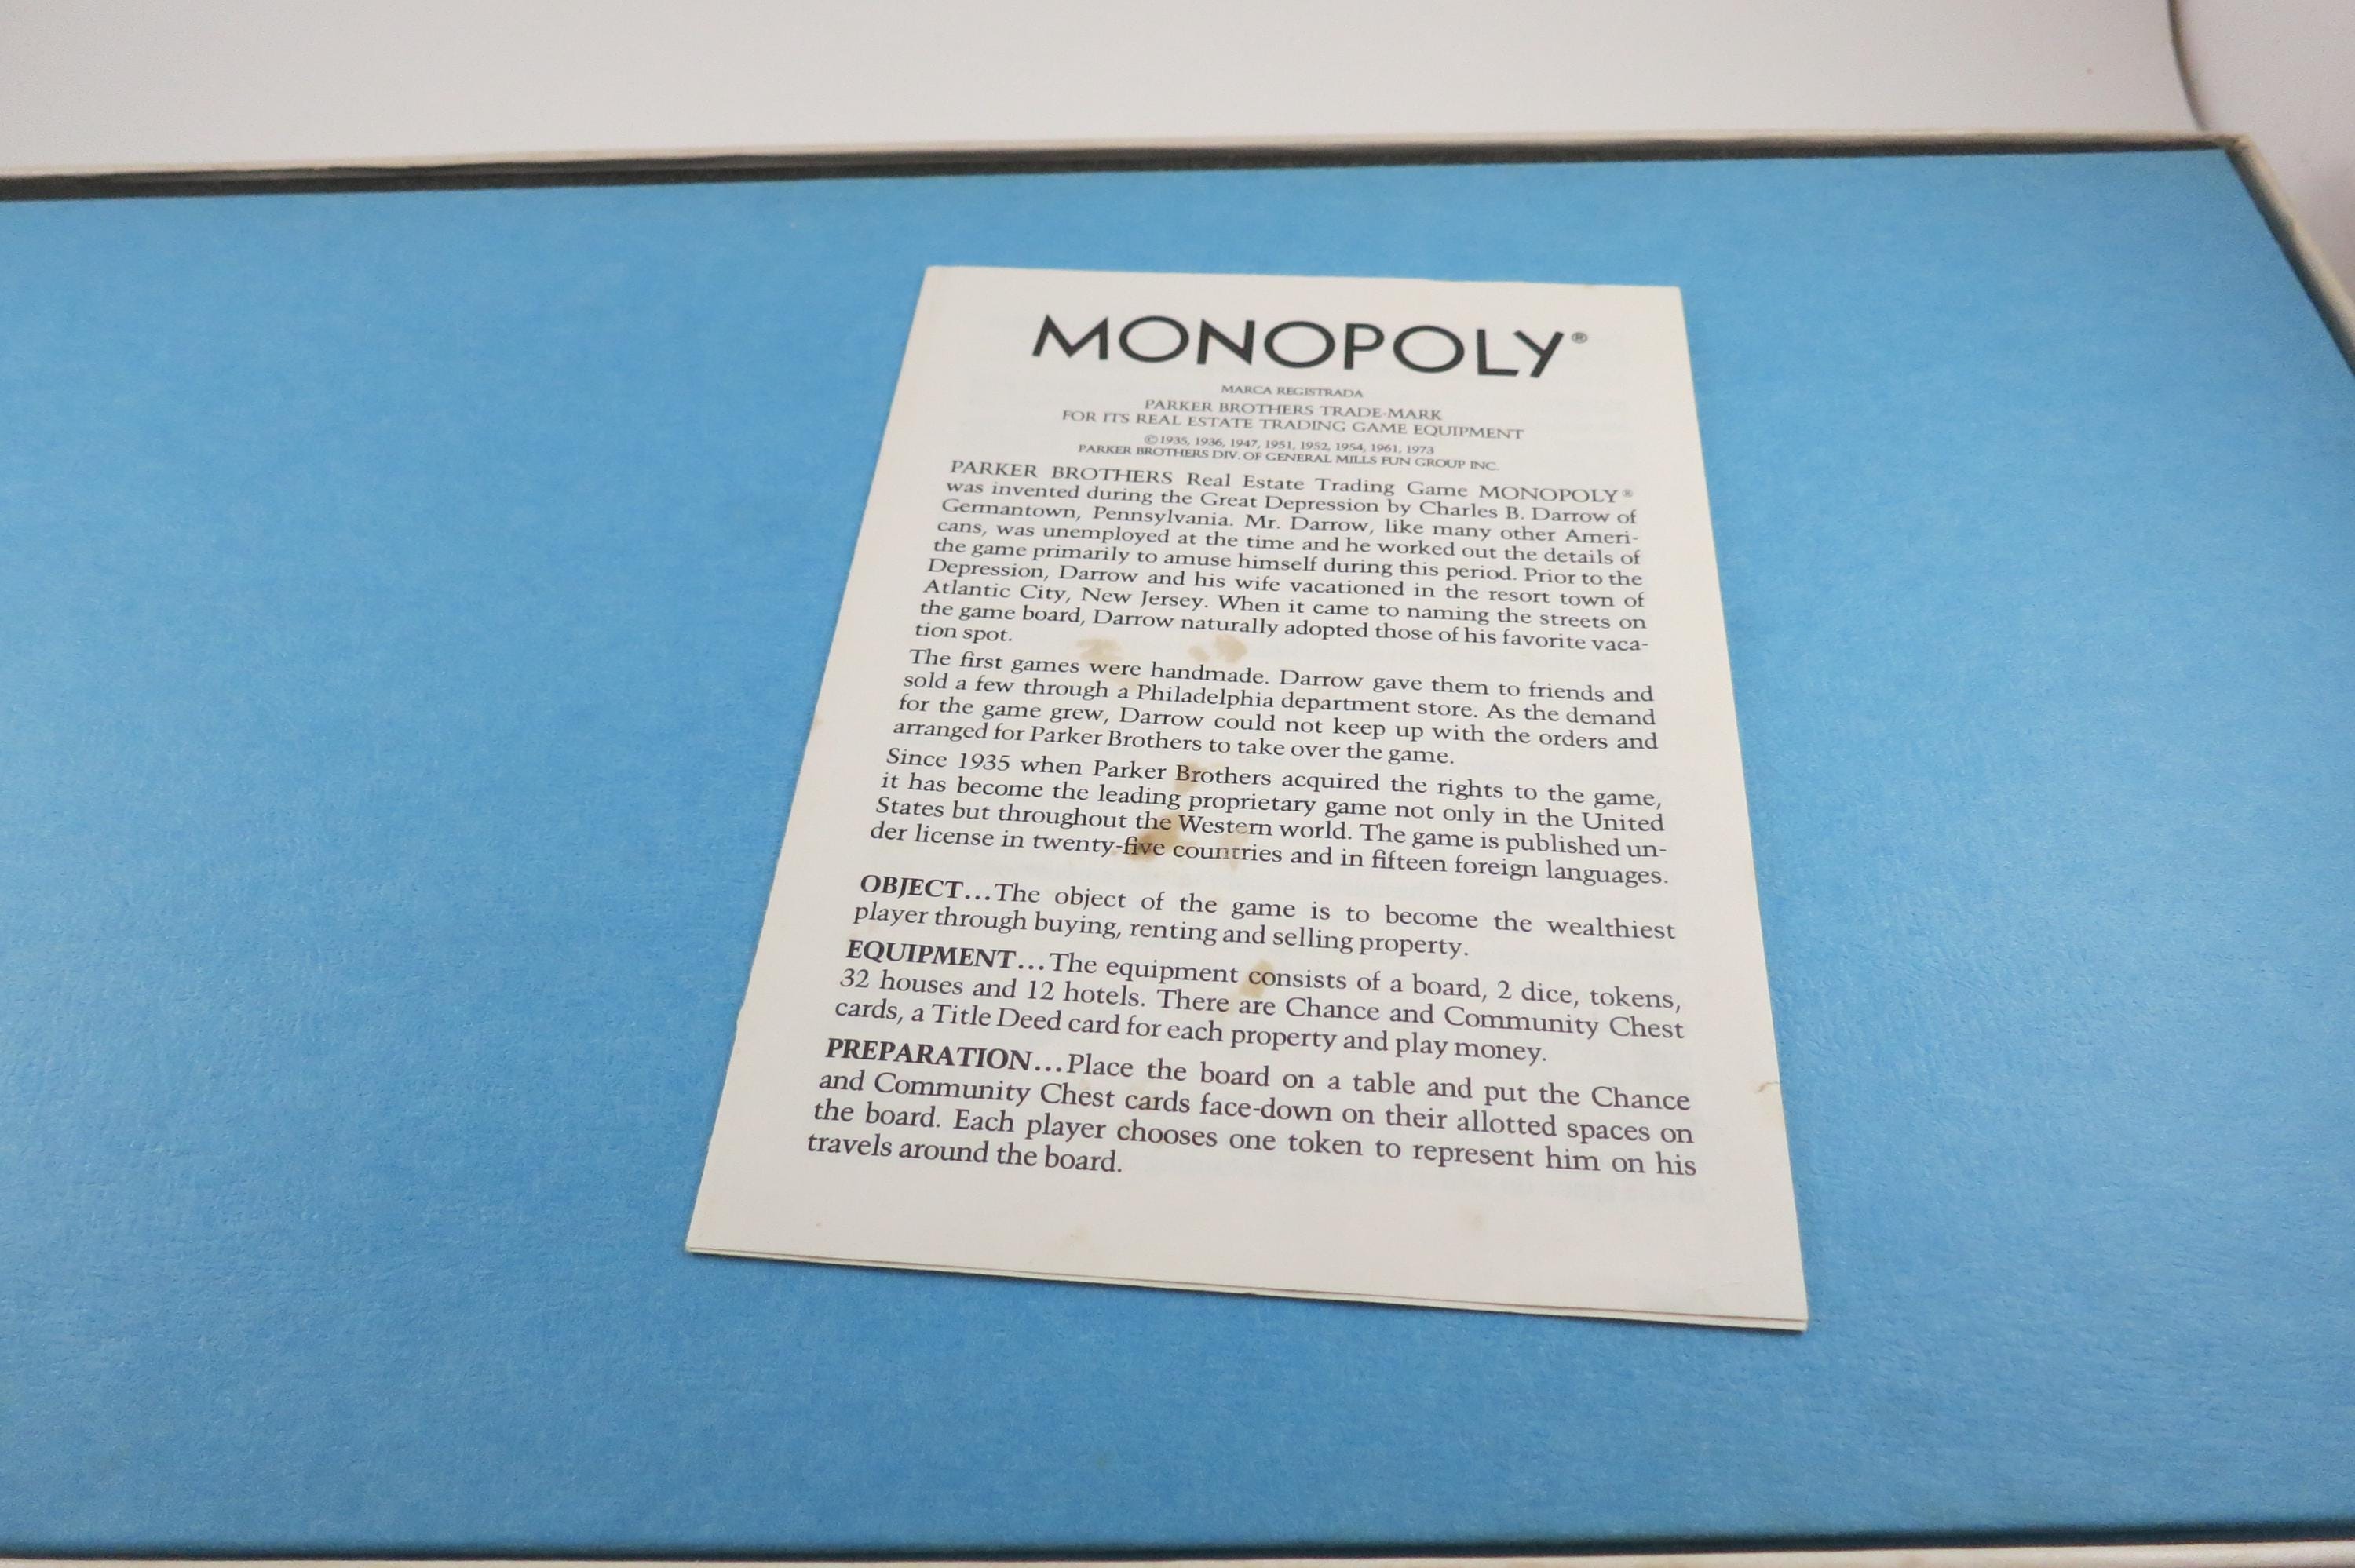 MONOPOLY®
MARCA REGISTRADA
PARKER BROTHERS TRADE-MARK
FOR ITS REAL ESTATE TRADING GAME EQUIPMENT
©1935, 1936, 1947, 1951, 1952, 1954, 1961, 1973
PARKER BROTHERS DIV. OF GENERAL MILLS FUN GROUP INC.
PARKER BROTHERS Real Estate Trading Game MONOPOLY®
was invented during the Great Depression by Charles B. Darrow of
Germantown, Pennsylvania. Mr. Darrow, like many other Ameri-
cans, was unemployed at the time and he worked out the details of
the game primarily to amuse himself during this period. Prior to the
Depression, Darrow and his wife vacationed in the resort town of
Atlantic City, New Jersey. When it came to naming the streets on
the game board, Darrow naturally adopted those of his favorite vaca-
tion spot.
The first games were handmade. Darrow gave them to friends and
sold a few through a Philadelphia department store. As the demand
for the game grew, Darrow could not keep up with the orders and
arranged for Parker Brothers to take over the game.
Since 1935 when Parker Brothers acquired the rights to the game,
it has become the leading proprietary game not only in the United
States but throughout the Western world. The game is published un-
der license in twenty-five countries and in fifteen foreign languages.
OBJECT...The object of the game is to become the wealthiest
player through buying, renting and selling property.
EQUIPMENT...The equipment consists of a board, 2 dice, tokens,
32 houses and 12 hotels. There are Chance and Community Chest
cards, a Title Deed card for each property and play money.
PREPARATION...Place the board on a table and put the Chance
and Community Chest cards face-down on their allotted spaces on
the board. Each player chooses one token to represent him on his
travels around the board.